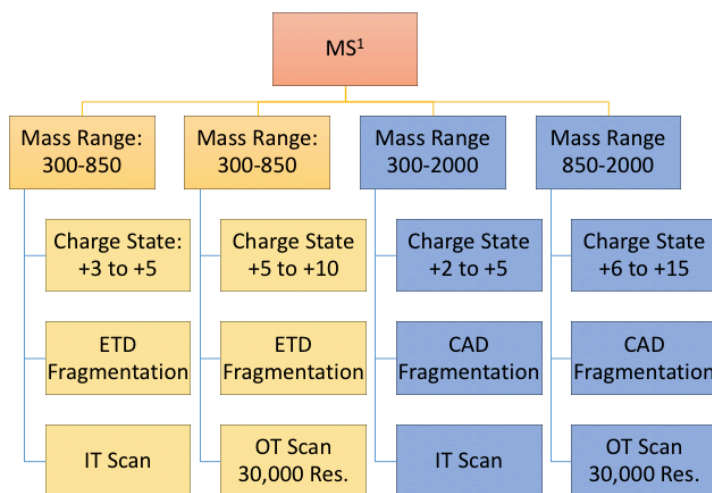 MS¹
Mass Range:
300-850
Mass Range:
300-850
Mass Range
300-2000
Mass Range
850-2000
Charge State:
+3 to +5
Charge State
+5 to +10
Charge State
+2 to +5
Charge State
+6 to +15
ETD
Fragmentation
ETD
Fragmentation
CAD
Fragmentation
CAD
Fragmentation
IT Scan
OT Scan
30,000 Res.
IT Scan
OT Scan
30,000 Res.